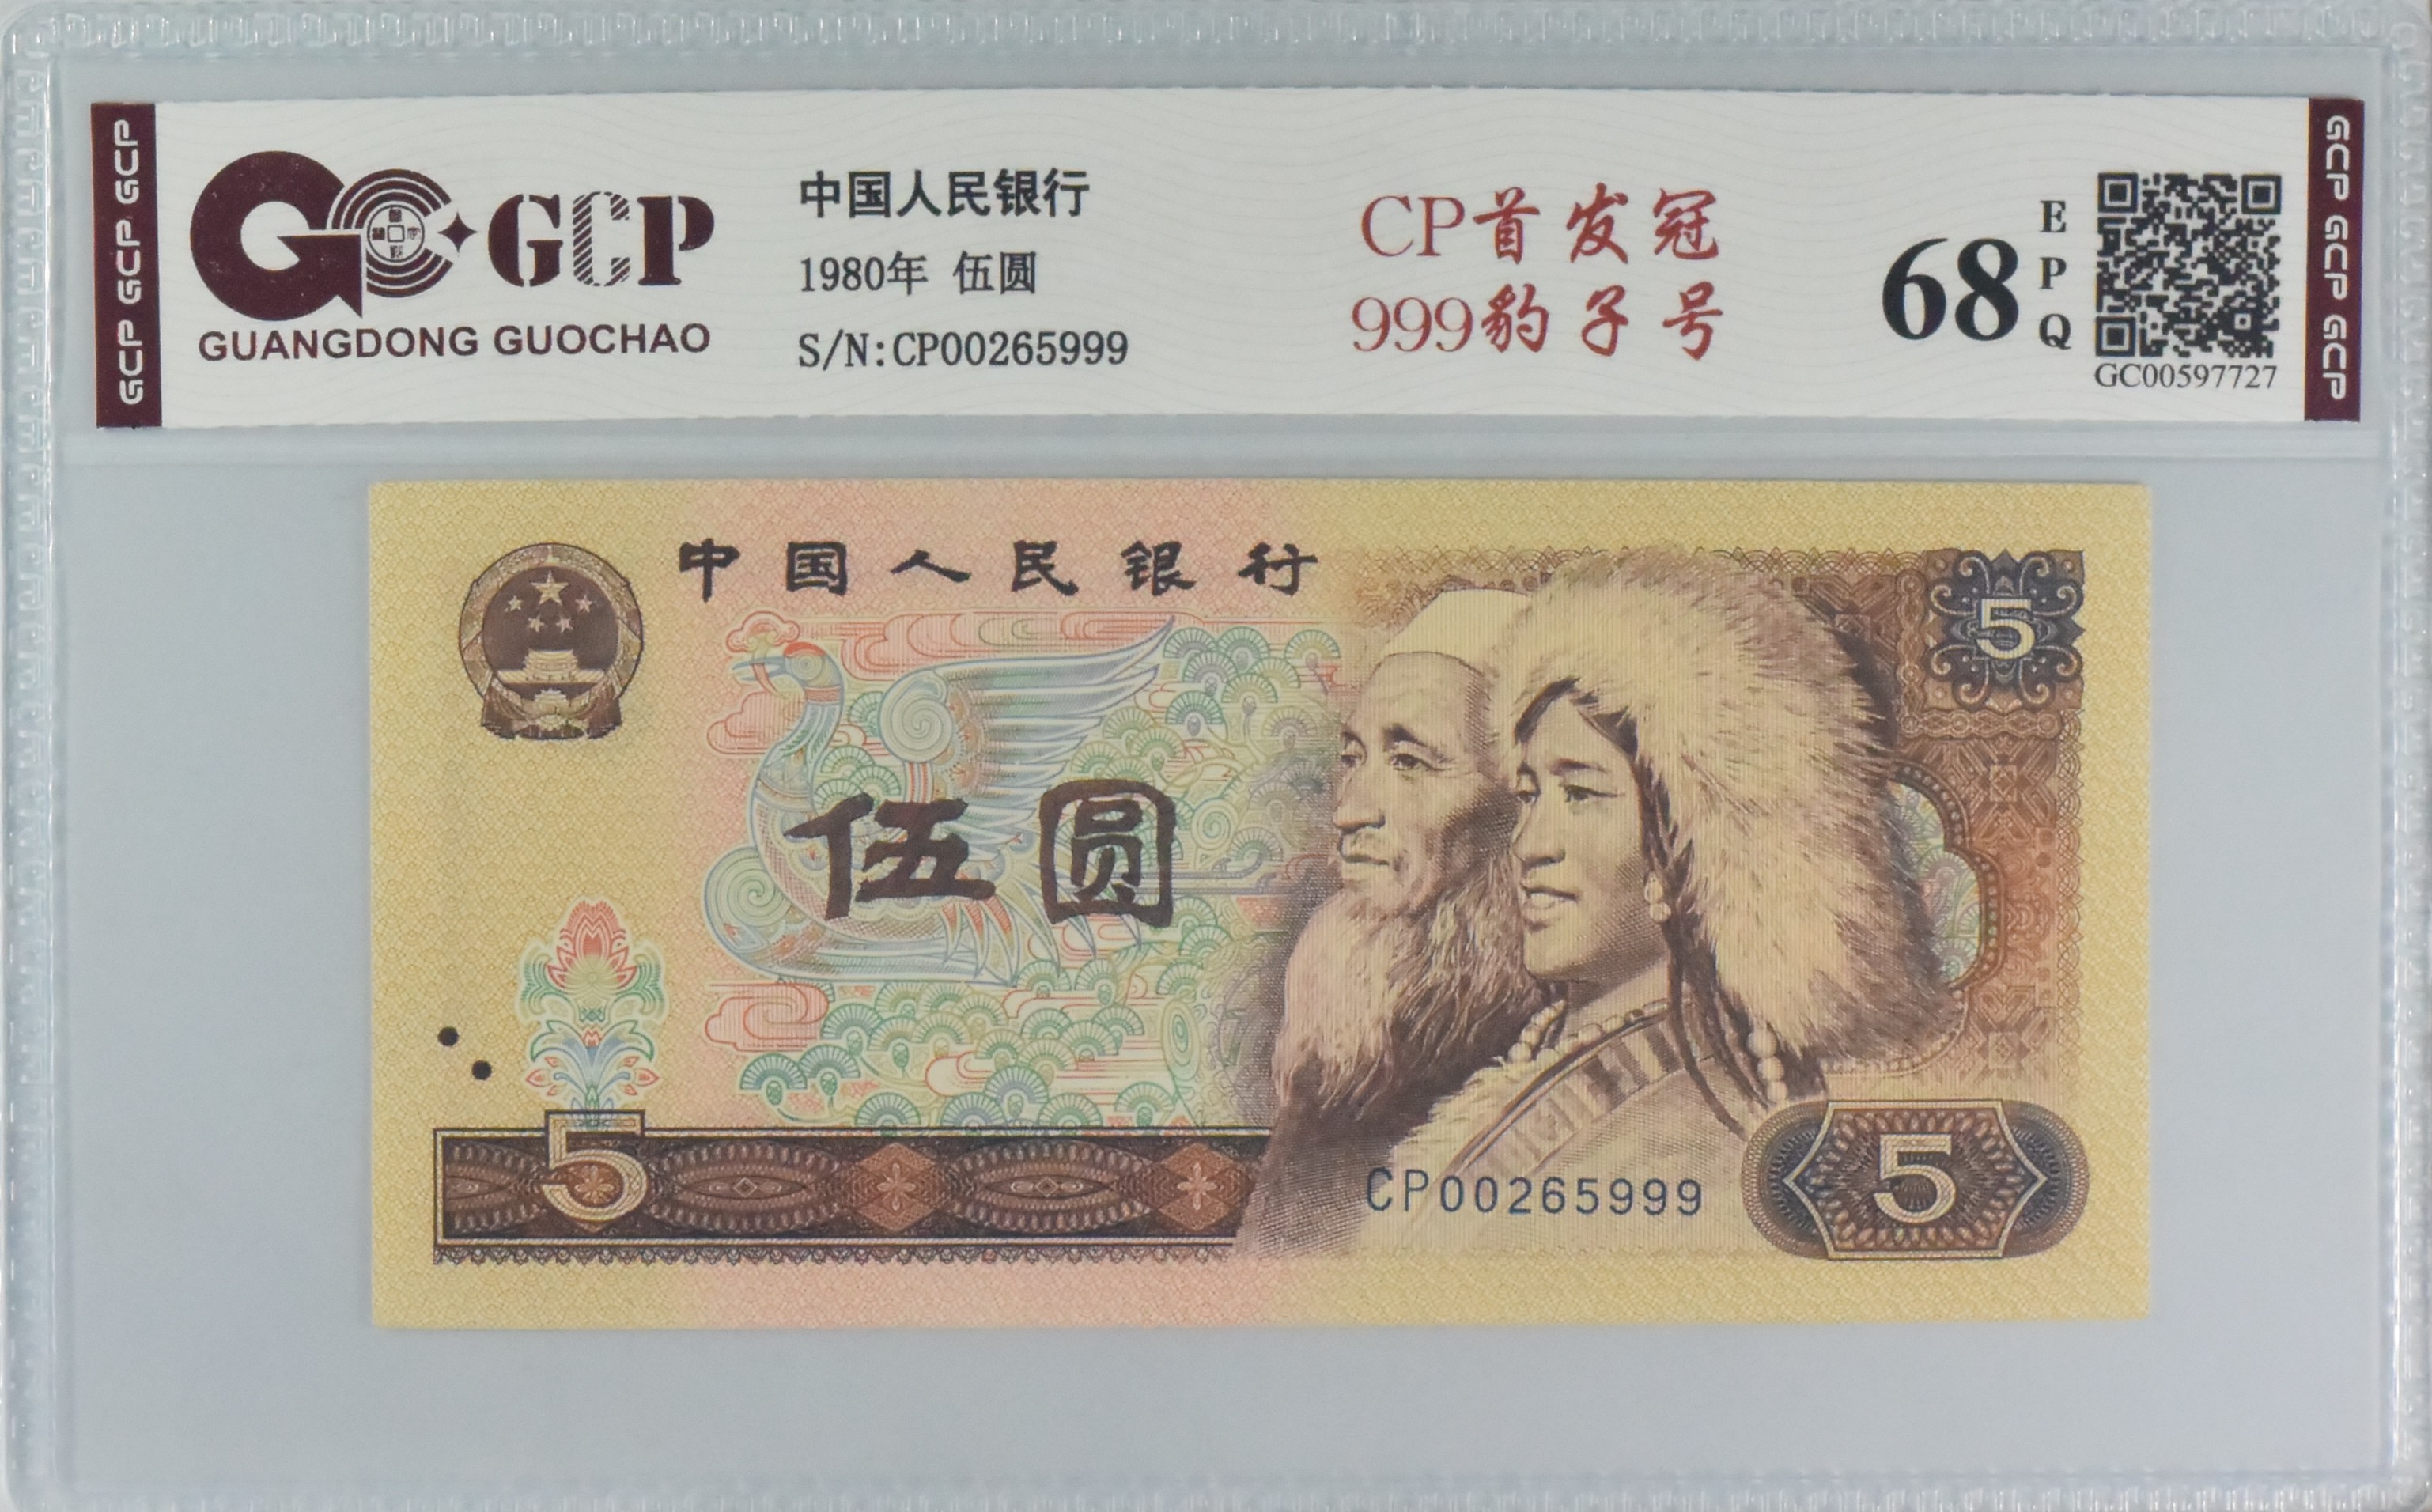 GCP GCP GCP
GCP
GUANGDONG GUOCHAO
中国人民银行
1980年 伍圆
S/N:CP00265999
CP首发冠
999豹子号
68
EPQ
GC00597727
GCP GCP GCP
中国人民银行
5
伍圆
5
CP00265999
5